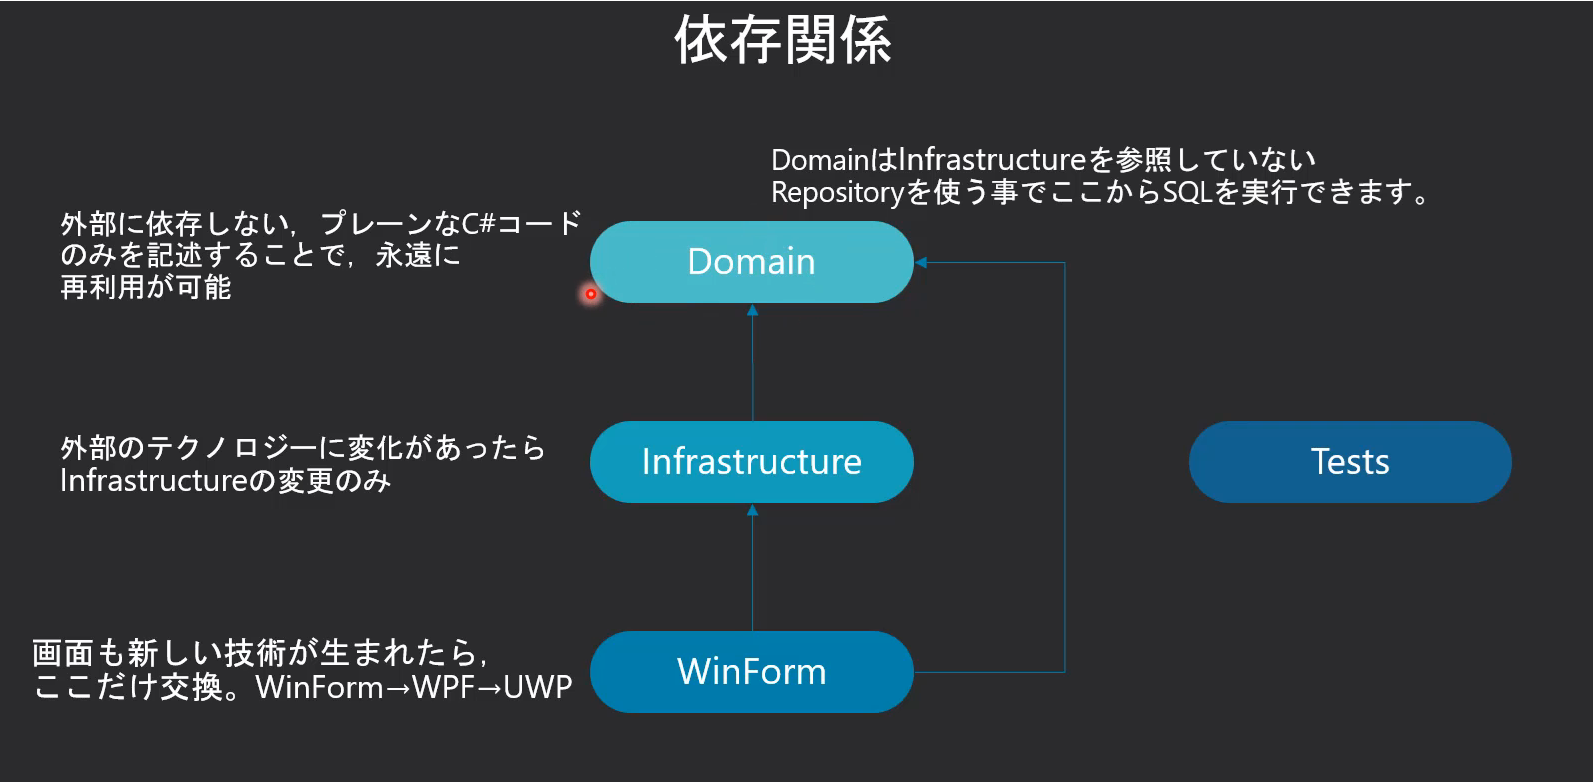 依存関係
DomainはInfrastructureを参照していない
Repositoryを使う事でここからSQLを実行できます。
外部に依存しない，プレーンなC#コード
のみを記述することで，永遠に
再利用が可能
Domain
外部のテクノロジーに変化があったら
Infrastructureの変更のみ
Infrastructure
Tests
画面も新しい技術が生まれたら，
ここだけ交換。WinForm→WPF→UWP
WinForm